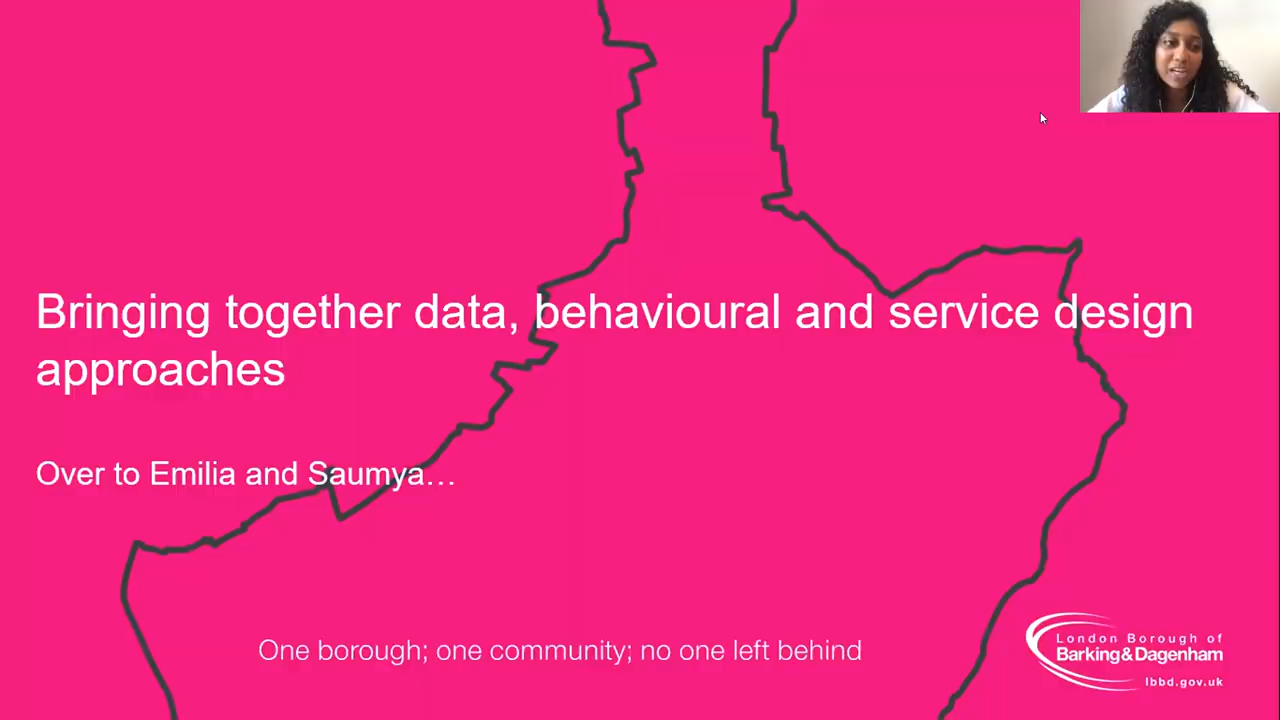 Bringing together data, behavioural and service design
approaches
Over to Emilia and Saumya…
One borough; one community; no one left behind
London Borough of
Barking&Dagenham
lbbd.gov.uk